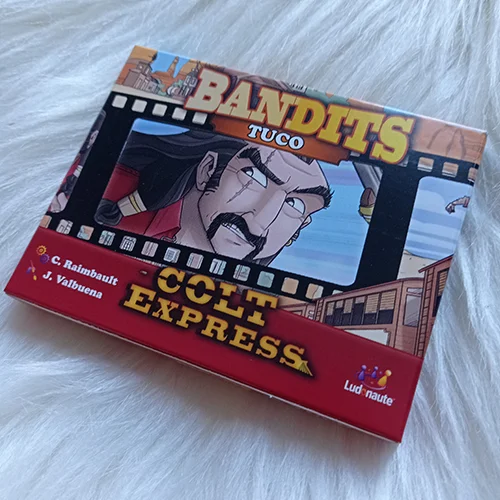 BANDITS
TUCO
C. Raimbault
J. Valbuena
COLT
EXPRESS
Ludonaute